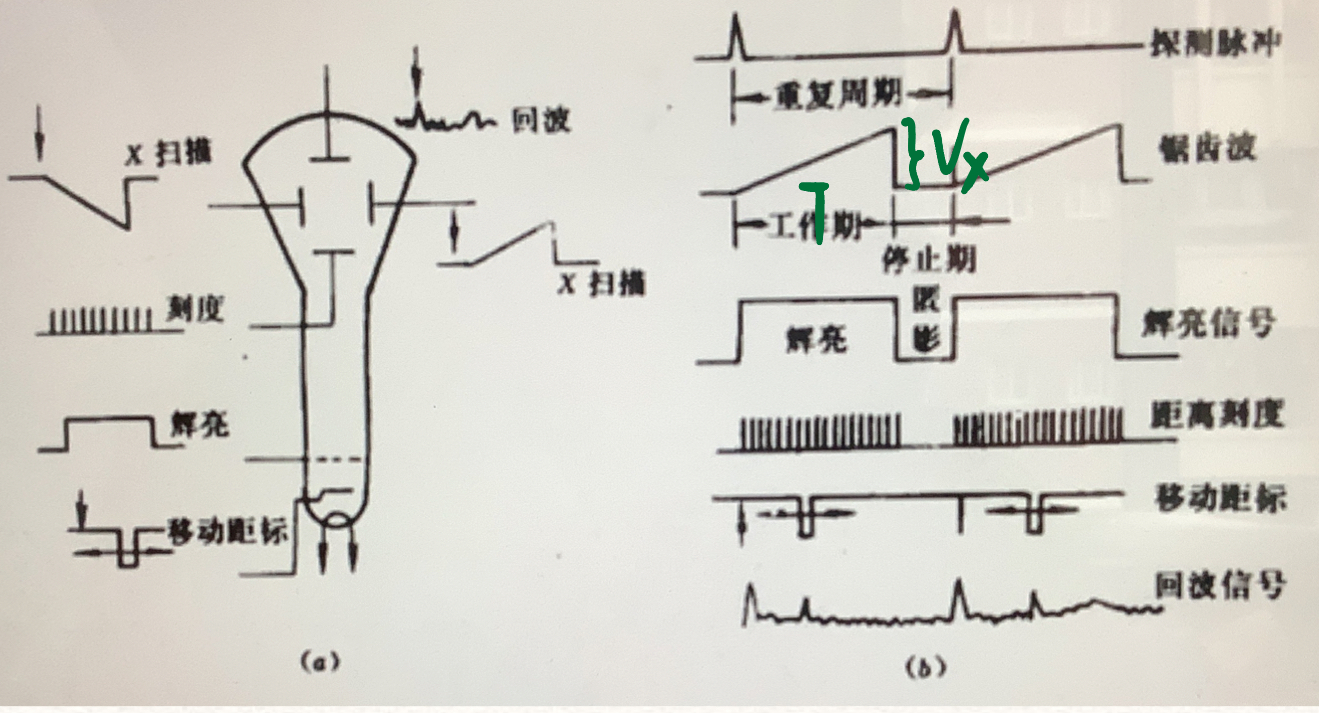 回波
X 扫描
X 扫描
刻度
辉亮
移动距标
(a)
探测脉冲
重复周期
锯齿波
Vx
T
工作期
停止期
辉亮
匿影
辉亮信号
距离刻度
移动距标
回波信号
(b)